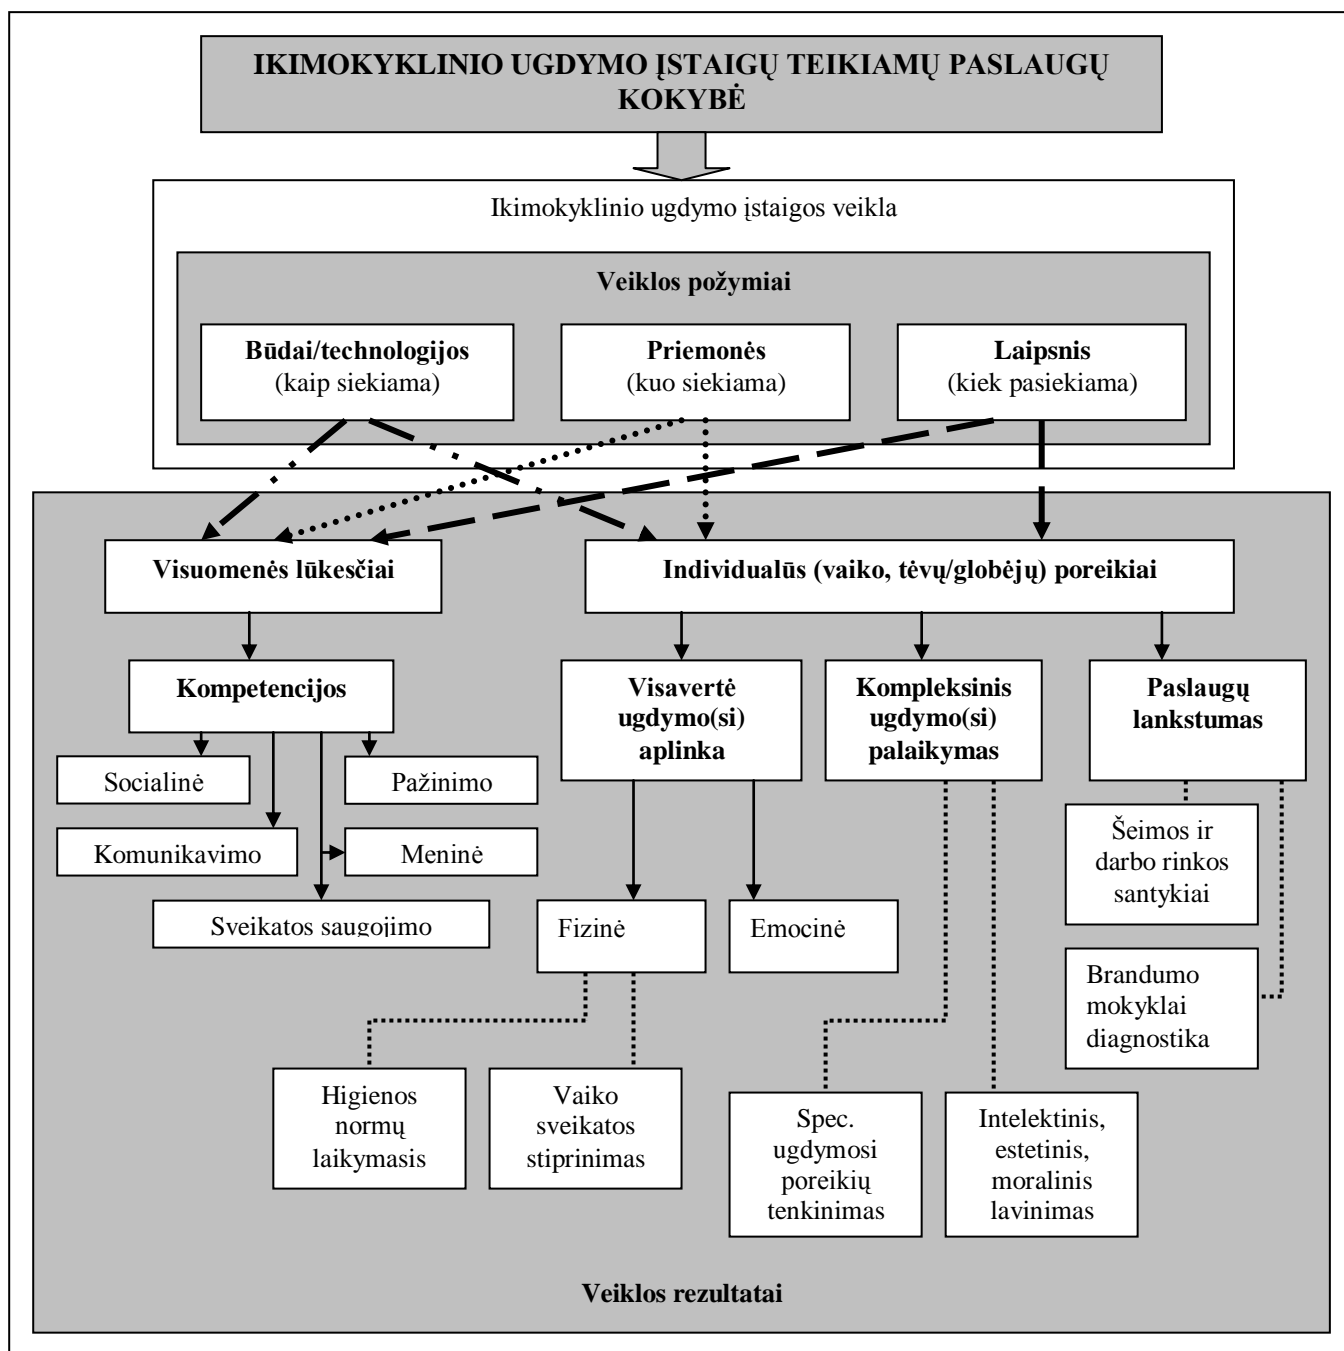 IKIMOKYKLINIO UGDYMO ĮSTAIGŲ TEIKIAMŲ PASLAUGŲ
KOKYBĖ
Ikimokyklinio ugdymo įstaigos veikla
Veiklos požymiai
Būdai/technologijos
(kaip siekiama)
Priemonės
(kuo siekiama)
Laipsnis
(kiek pasiekiama)
Visuomenės lūkesčiai
Individualūs (vaiko, tėvų/globėjų) poreikiai
Kompetencijos
Visavertė
ugdymo(si)
aplinka
Kompleksinis
ugdymo(si)
palaikymas
Paslaugų
lankstumas
Socialinė
Pažinimo
Komunikavimo
Meninė
Sveikatos saugojimo
Fizinė
Emocinė
Šeimos ir
darbo rinkos
santykiai
Brandumo
mokyklai
diagnostika
Higienos
normų
laikymasis
Vaiko
sveikatos
stiprinimas
Spec.
ugdymosi
poreikių
tenkinimas
Intelektinis,
estetinis,
moralinis
lavinimas
Veiklos rezultatai